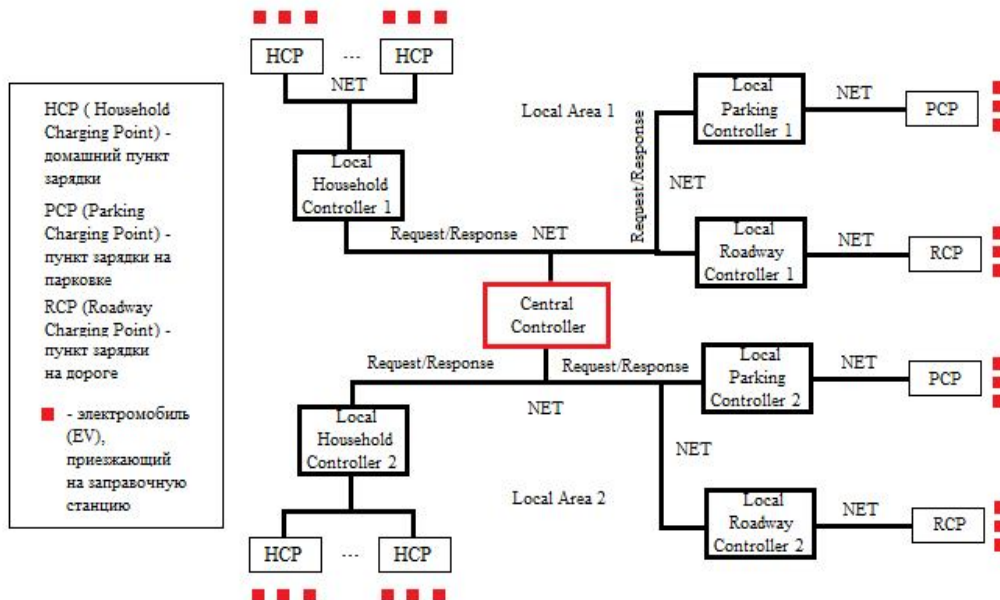 HCP ( Household
Charging Point) -
домашний пункт
зарядки
PCP (Parking
Charging Point) -
пункт зарядки на
парковке
RCP (Roadway
Charging Point) -
пункт зарядки
на дороге
- электромобиль
(EV),
приезжающий
на заправочную
станцию
HCP --- HCP
NET
Local
Household
Controller 1
Request/Response NET
Local Area 1
Request/Response
NET
Local
Parking
Controller 1
NET
PCP
Local
Roadway
Controller 1
NET
RCP
Central
Controller
Request/Response
Request/Response
NET
Local
Parking
Controller 2
NET
PCP
Local
Household
Controller 2
NET
Local Area 2
Local
Roadway
Controller 2
NET
RCP
HCP --- HCP